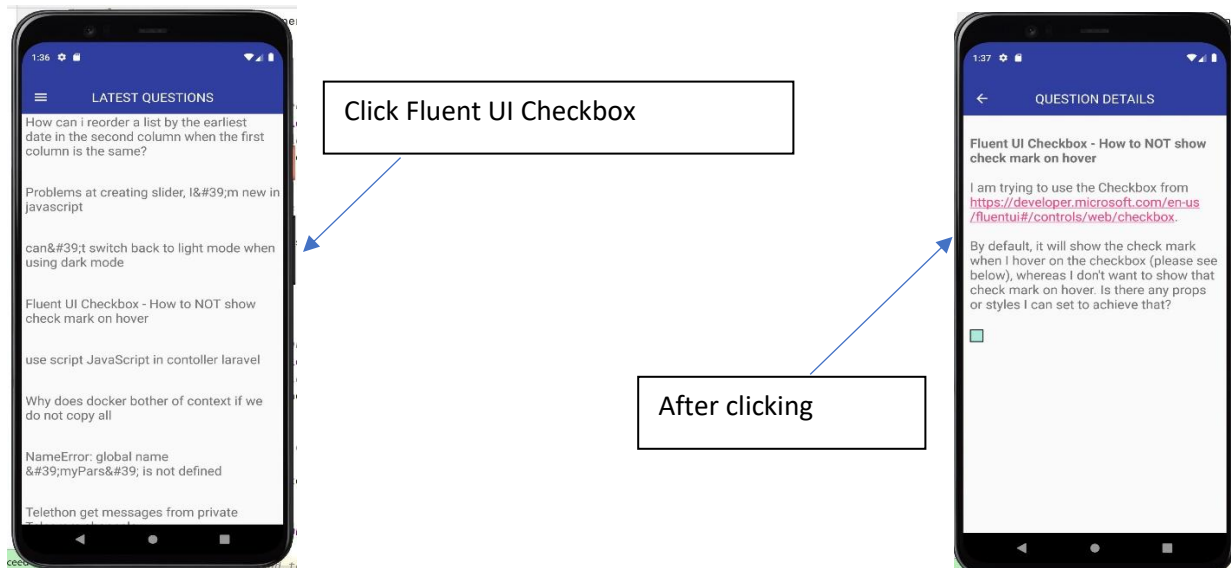 1:36
LATEST QUESTIONS
How can i reorder a list by the earliest
date in the second column when the first
column is the same?
Problems at creating slider, I&#39;m new in
javascript
can&#39;t switch back to light mode when
using dark mode
Fluent UI Checkbox - How to NOT show
check mark on hover
use script JavaScript in contoller laravel
Why does docker bother of context if we
do not copy all
NameError: global name
&#39;myPars&#39; is not defined
Telethon get messages from private
Click Fluent UI Checkbox
After clicking
1:37
QUESTION DETAILS
Fluent UI Checkbox - How to NOT show
check mark on hover
I am trying to use the Checkbox from
https://developer.microsoft.com/en-us
/fluentui#/controls/web/checkbox.
By default, it will show the check mark
when I hover on the checkbox (please see
below), whereas I don't want to show that
check mark on hover. Is there any props
or styles I can set to achieve that?